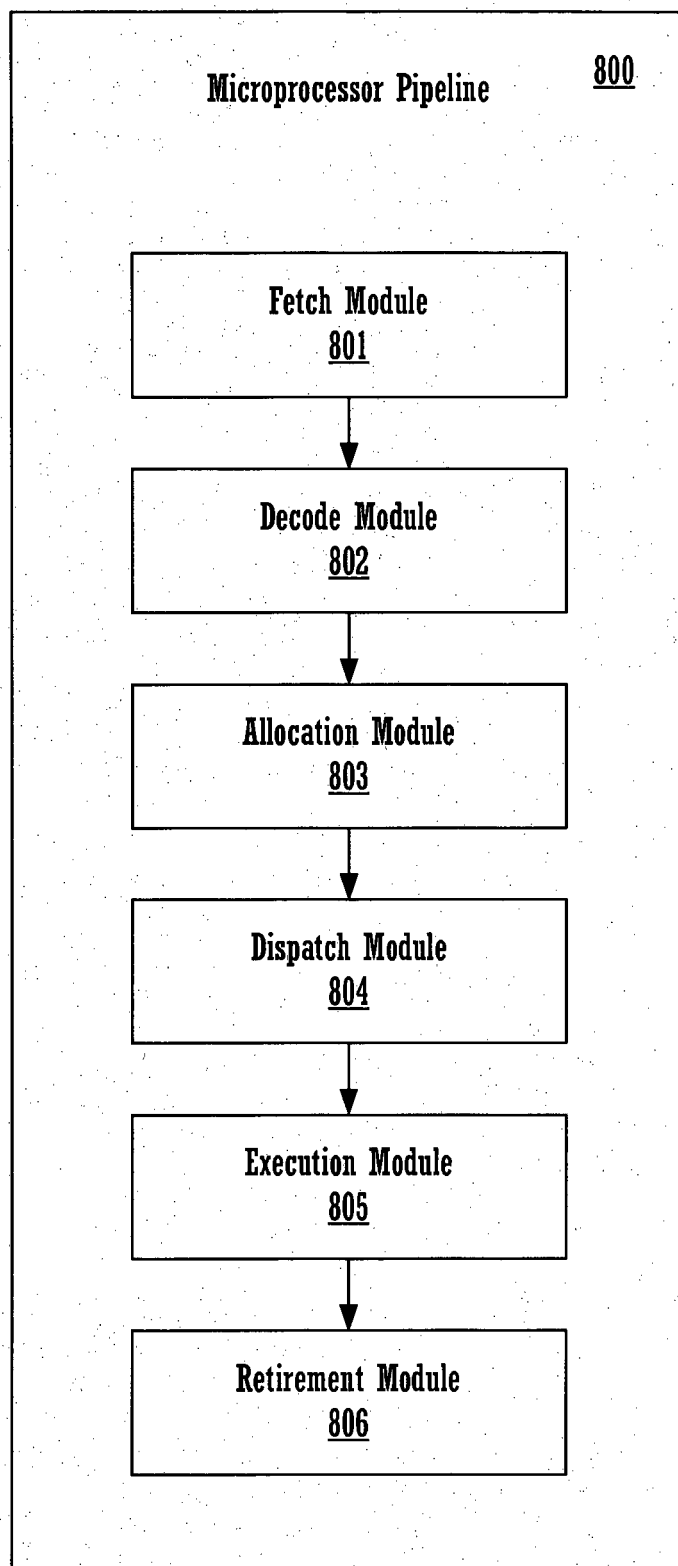 800
Microprocessor Pipeline
Fetch Module
801
Decode Module
802
Allocation Module
803
Dispatch Module
804
Execution Module
805
Retirement Module
806